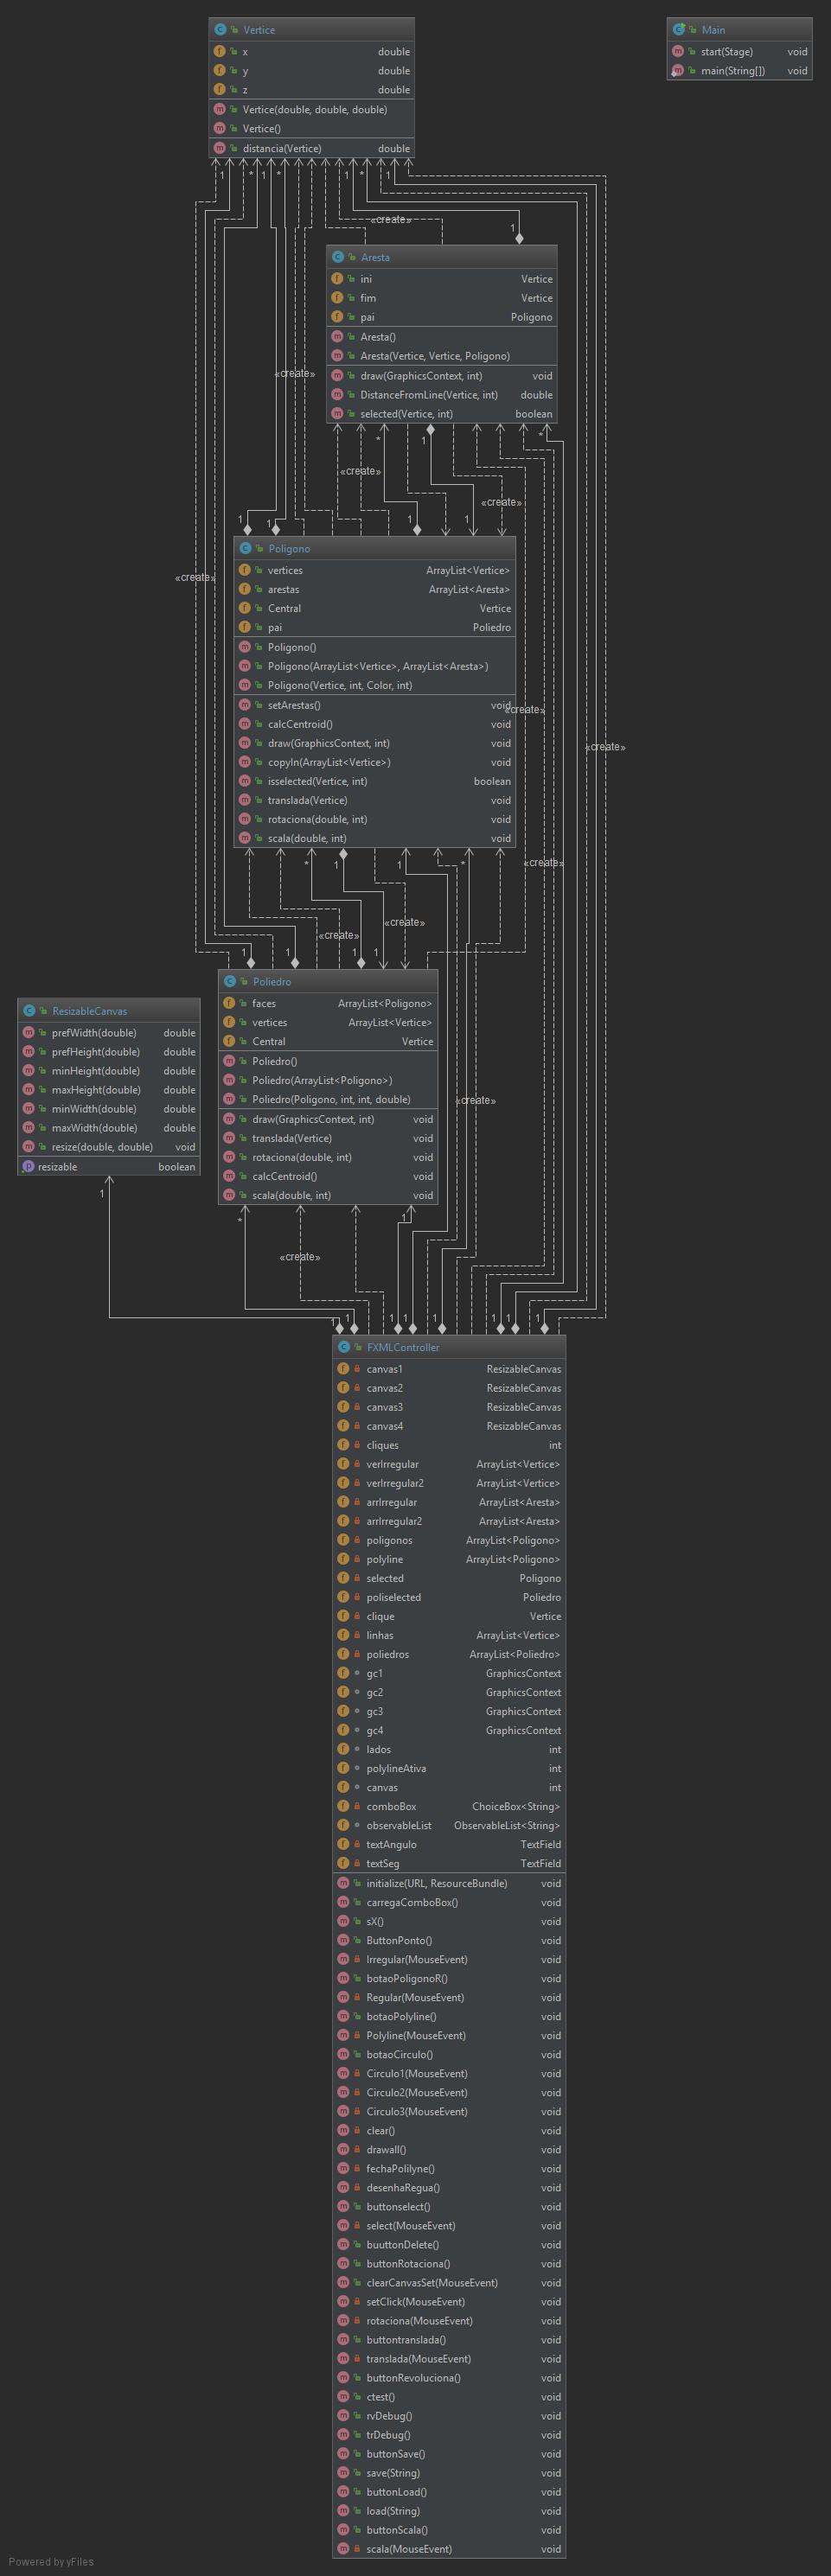 Vertice
x double
y double
z double
Vertice(double, double, double)
Vertice()
distancia(Vertice) double
Main
start(Stage) void
main(String[]) void
1 * 1 * 1 * 1
«create»
1
Aresta
ini Vertice
fim Vertice
pai Poligono
Aresta()
Aresta(Vertice, Vertice, Poligono)
draw(GraphicsContext, int) void
DistanceFromLine(Vertice, int) double
selected(Vertice, int) boolean
«create»
* 1 *
«create»
«create»
1 1 1 1
Poligono
vertices ArrayList<Vertice>
arestas ArrayList<Aresta>
Central Vertice
pai Poliedro
Poligono()
Poligono(ArrayList<Vertice>, ArrayList<Aresta>)
Poligono(Vertice, int, Color, int)
setArestas() void
calcCentroid() void
draw(GraphicsContext, int) void
copyIn(ArrayList<Vertice>) void
isselected(Vertice, int) boolean
translada(Vertice) void
rotaciona(double, int) void
scala(double, int) void
«create»
«create»
«create»
* 1 1 *
«create»
«create»
«create»
1 1 1 1
Poliedro
faces ArrayList<Poligono>
vertices ArrayList<Vertice>
Central Vertice
Poliedro()
Poliedro(ArrayList<Poligono>)
Poliedro(Poligono, int, int, double)
draw(GraphicsContext, int) void
translada(Vertice) void
rotaciona(double, int) void
calcCentroid() void
scala(double, int) void
ResizableCanvas
prefWidth(double) double
prefHeight(double) double
minHeight(double) double
maxHeight(double) double
minWidth(double) double
maxWidth(double) double
resize(double, double) void
resizable boolean
«create»
1
* 1
«create»
1 1 1 1 1 1 1 1
FXMLController
canvas1 ResizableCanvas
canvas2 ResizableCanvas
canvas3 ResizableCanvas
canvas4 ResizableCanvas
cliques int
verIrregular ArrayList<Vertice>
verIrregular2 ArrayList<Vertice>
arrIrregular ArrayList<Aresta>
arrIrregular2 ArrayList<Aresta>
poligonos ArrayList<Poligono>
polyline ArrayList<Poligono>
selected Poligono
poliselected Poliedro
clique Vertice
linhas ArrayList<Vertice>
poliedros ArrayList<Poliedro>
gc1 GraphicsContext
gc2 GraphicsContext
gc3 GraphicsContext
gc4 GraphicsContext
lados int
polylineAtiva int
canvas int
comboBox ChoiceBox<String>
observableList ObservableList<String>
textAngulo TextField
textSeg TextField
initialize(URL, ResourceBundle) void
carregaComboBox() void
sX() void
ButtonPonto() void
Irregular(MouseEvent) void
botaoPoligonoR() void
Regular(MouseEvent) void
botaoPolyline() void
Polyline(MouseEvent) void
botaoCirculo() void
Circulo1(MouseEvent) void
Circulo2(MouseEvent) void
Circulo3(MouseEvent) void
clear() void
drawall() void
fechaPolilyne() void
desenhaRegua() void
buttonselect() void
select(MouseEvent) void
buuttonDelete() void
buttonRotaciona() void
clearCanvasSet(MouseEvent) void
setClick(MouseEvent) void
rotaciona(MouseEvent) void
buttontranslada() void
translada(MouseEvent) void
buttonRevoluciona() void
ctest() void
rvDebug() void
trDebug() void
buttonSave() void
save(String) void
buttonLoad() void
load(String) void
buttonScala() void
scala(MouseEvent) void
Powered by yFiles